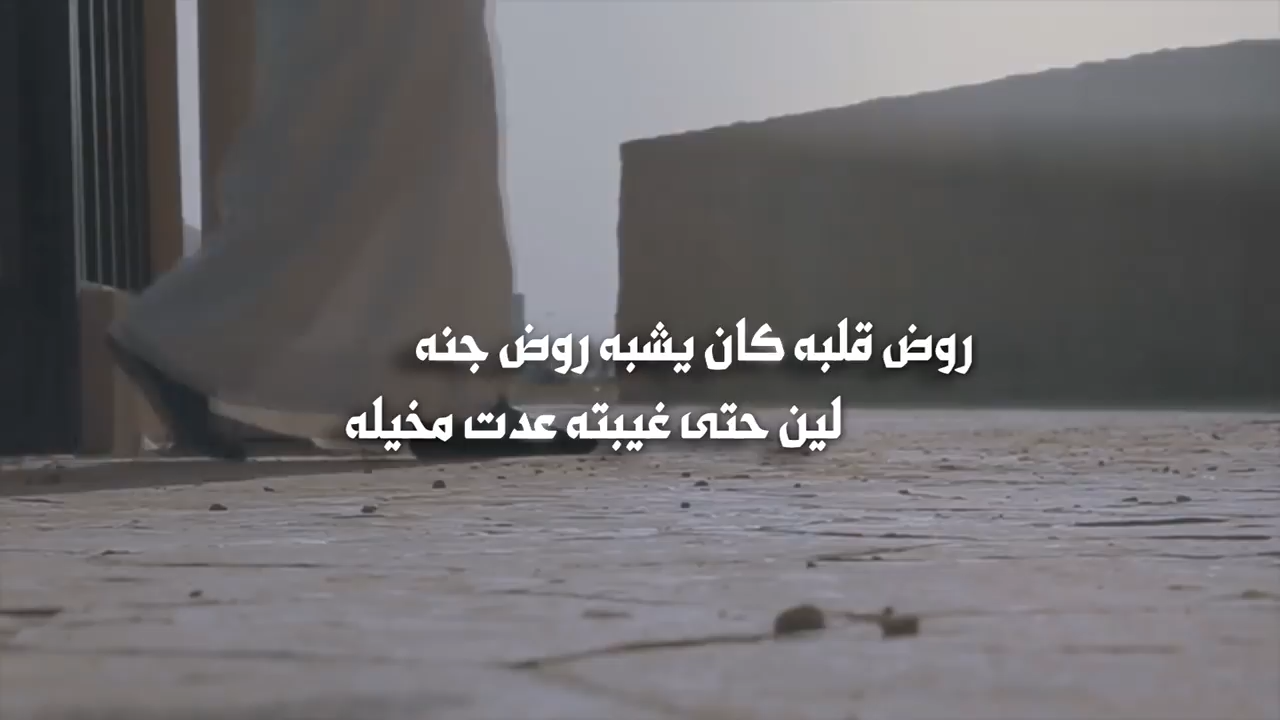 روض قلبه كان يشبه روض جنه
لين حتى غيبته عدت مخيله